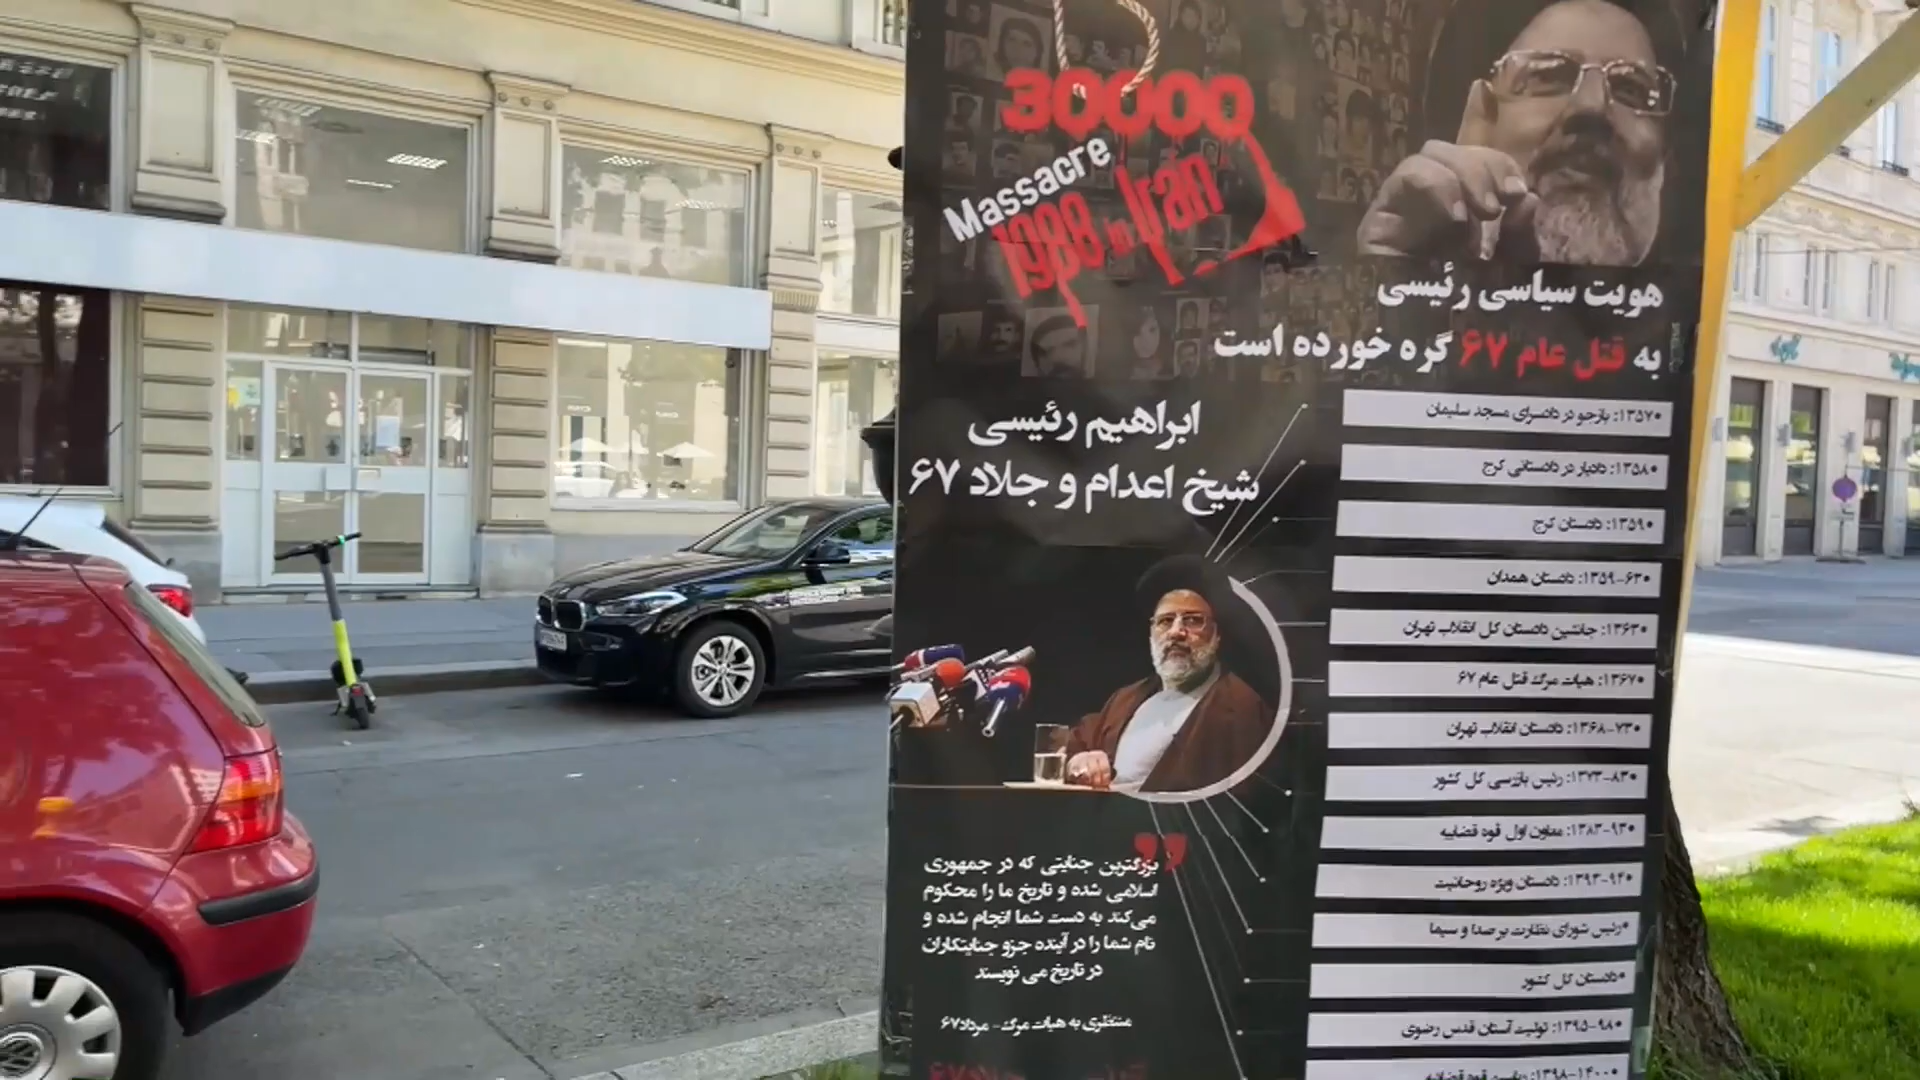 30000
Massacre
1988 in Iran
هویت سیاسی رئیسی
به قتل عام ۶۷ گره خورده است
ابراهیم رئیسی
شیخ اعدام و جلاد ۶۷
•۱۳۵۷: بازجو در دادسرای مسجد سلیمان
•۱۳۵۸: دادیار در دادستانی کرج
•۱۳۵۹: دادستان کرج
•۱۳۵۹-۶۳: دادستان همدان
•۱۳۶۳: جانشین دادستان کل انقلاب تهران
•۱۳۶۷: هیات مرگ قتل عام ۶۷
•۱۳۶۸-۷۳: دادستان انقلاب تهران
•۱۳۷۳-۸۳: رئیس بازرسی کل کشور
•۱۳۸۳-۹۳: معاون اول قوه قضاییه
•۱۳۹۳-۹۴: دادستان ویژه روحانیت
•رئیس شورای نظارت بر صدا و سیما
•دادستان کل کشور
•۱۳۹۵-۹۸: تولیت آستان قدس رضوی
•۱۳۹۸-۱۴۰۰: ریاست قوه قضائیه
بزرگترین جنایتی که در جمهوری
اسلامی شده و تاریخ ما را محکوم
می‌کند به دست شما انجام شده و
نام شما را در آینده جزو جنایتکاران
در تاریخ می نویسند
منتظری به هیات مرگ- مرداد۶۷